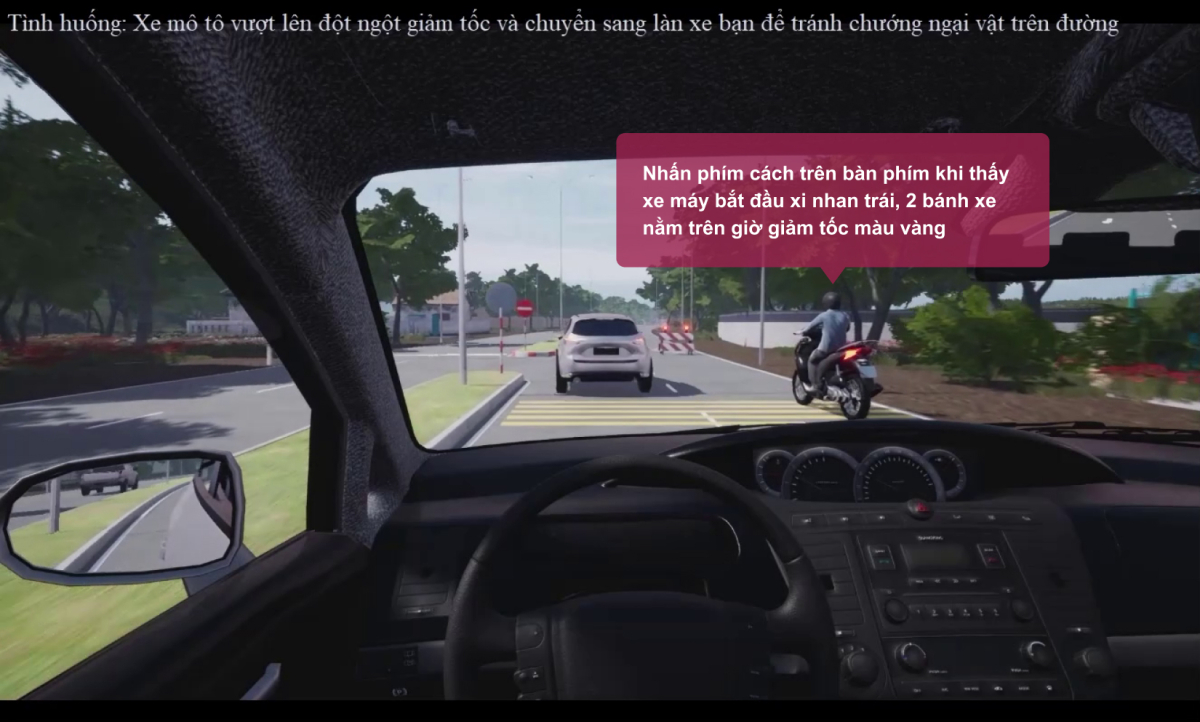 Tình huống: Xe mô tô vượt lên đột ngột giảm tốc và chuyển sang làn xe bạn để tránh chướng ngại vật trên đường
Nhấn phím cách trên bàn phím khi thấy
xe máy bắt đầu xi nhan trái, 2 bánh xe
nằm trên giờ giảm tốc màu vàng